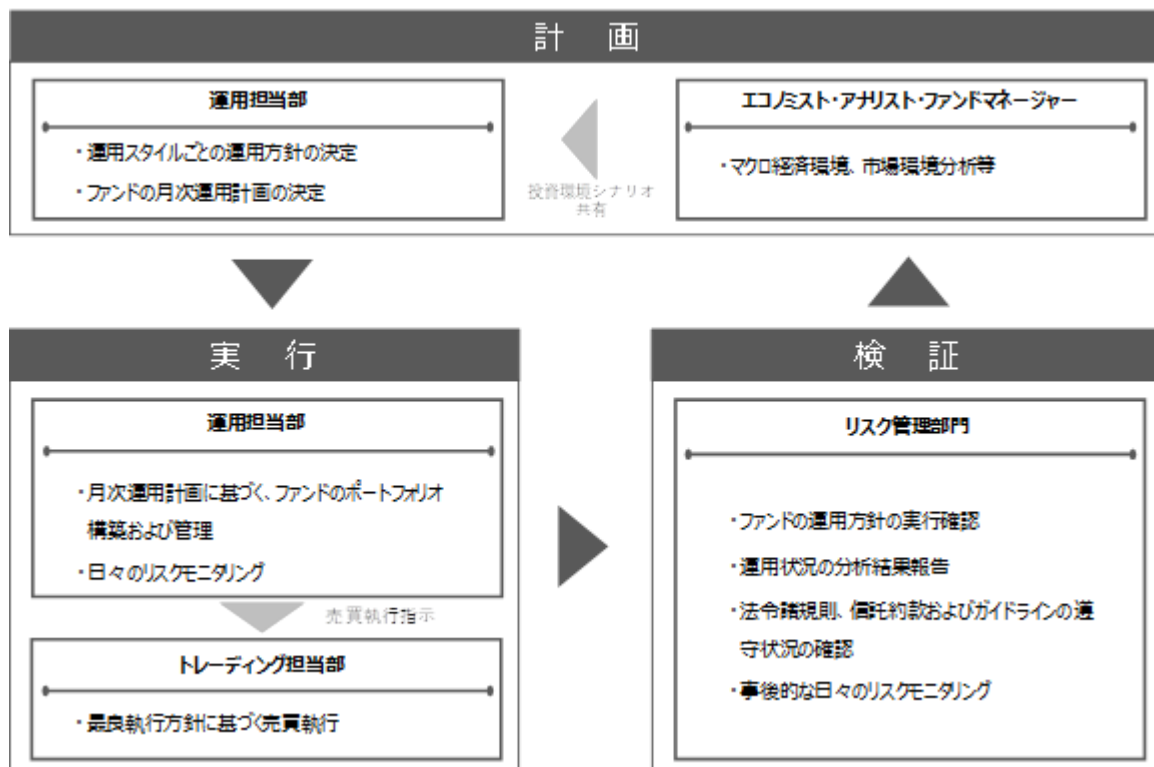 計 画
運用担当部
・運用スタイルごとの運用方針の決定
・ファンドの月次運用計画の決定
投資環境シナリオ
共有
エコノミスト・アナリスト・ファンドマネージャー
・マクロ経済環境、市場環境分析等
実 行
運用担当部
・月次運用計画に基づく、ファンドのポートフォリオ
構築および管理
・日々のリスクモニタリング
売買執行指示
トレーディング担当部
・最良執行方針に基づく売買執行
検 証
リスク管理部門
・ファンドの運用方針の実行確認
・運用状況の分析結果報告
・法令諸規則、信託約款およびガイドラインの遵
守状況の確認
・事後的な日々のリスクモニタリング